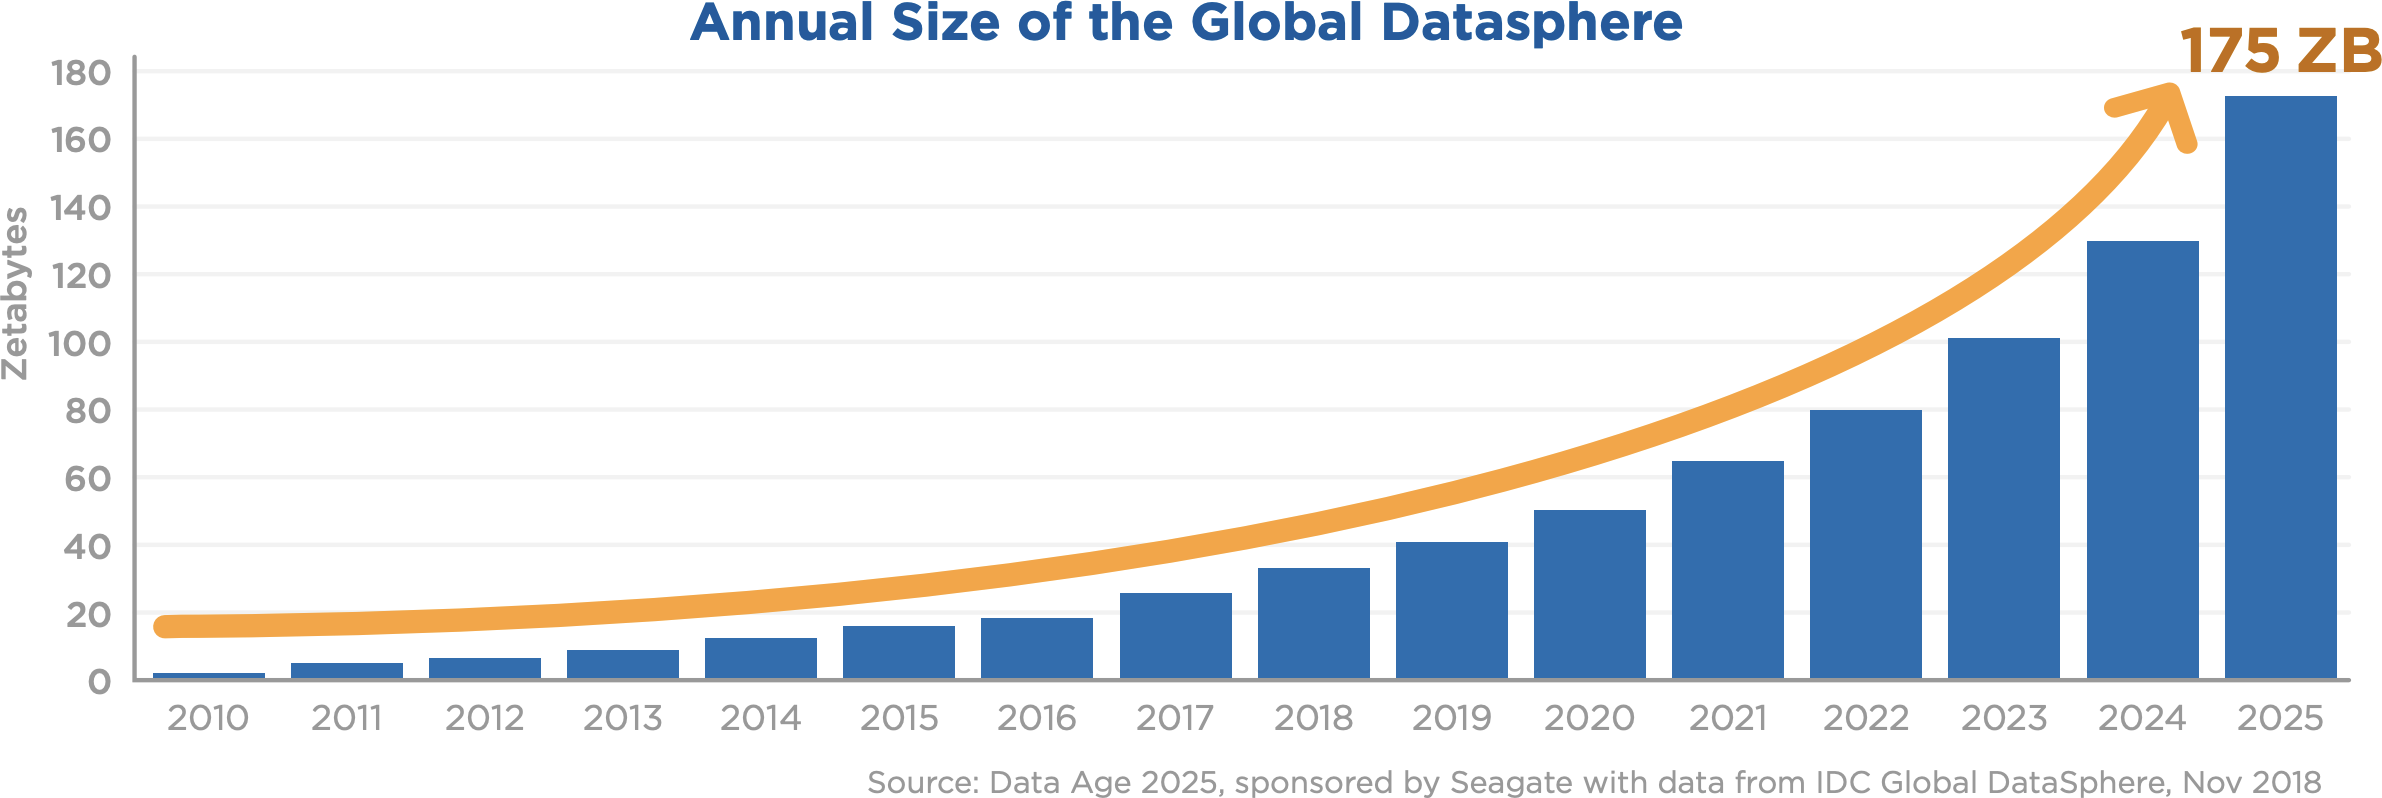 Annual Size of the Global Datasphere
175 ZB
Zetabytes
180
160
140
120
100
80
60
40
20
0
2010 2011 2012 2013 2014 2015 2016 2017 2018 2019 2020 2021 2022 2023 2024 2025
Source: Data Age 2025, sponsored by Seagate with data from IDC Global DataSphere, Nov 2018